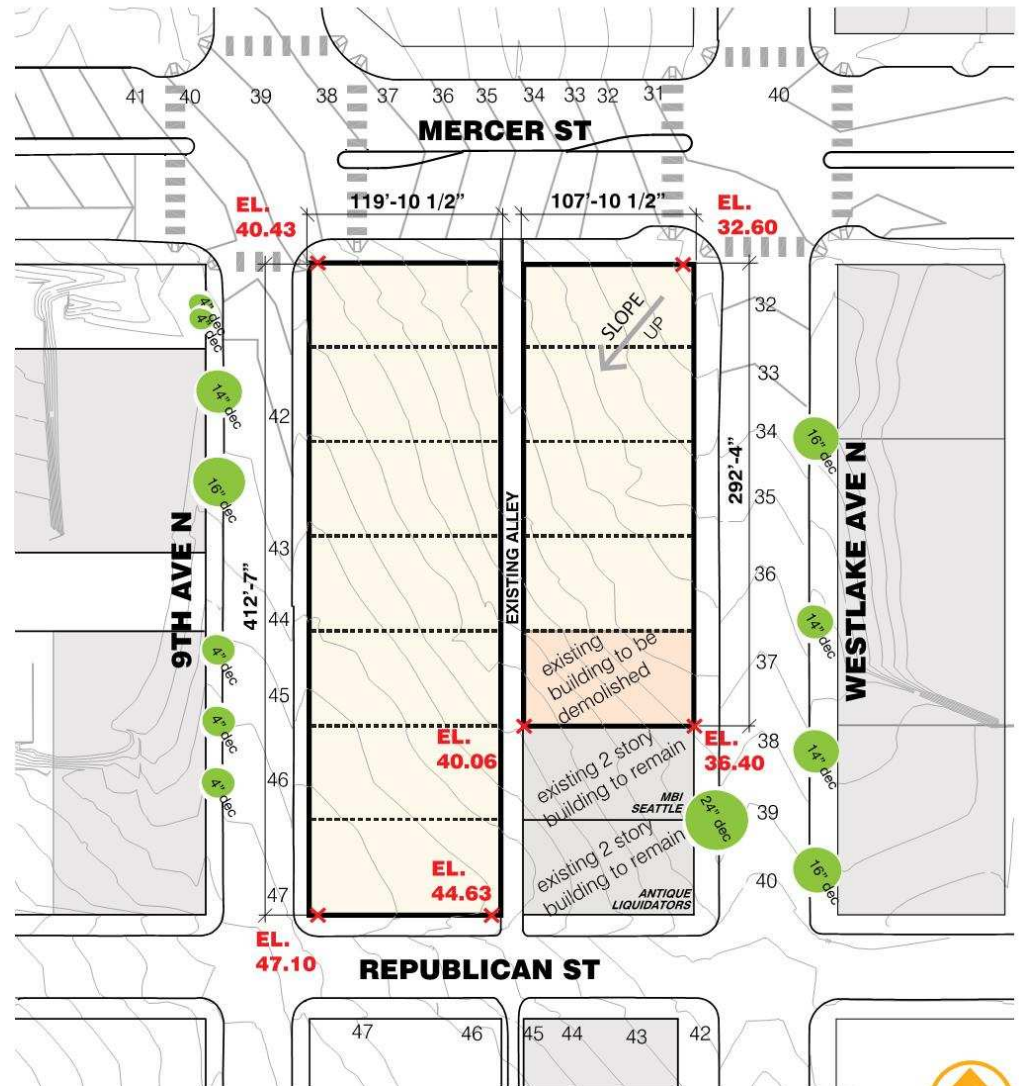 41
40
39
38
37
36
35
34
33
32
31
40
MERCER ST
119'-10 1/2"
107'-10 1/2"
EL.
40.43
EL.
32.60
4" dec
4" dec
14" dec
16" dec
SLOPE
UP
32
33
34
35
36
37
38
39
40
16" dec
14" dec
14" dec
16" dec
292'-4"
WESTLAKE AVE N
42
43
44
45
46
47
9TH AVE N
412'-7"
EXISTING ALLEY
4" dec
4" dec
4" dec
existing
building to be
demolished
EL.
40.06
EL.
36.40
existing 2 story
building to remain
MBI
SEATTLE
24" dec
existing 2 story
building to remain
ANTIQUE
LIQUIDATORS
EL.
44.63
EL.
47.10
REPUBLICAN ST
47
46
45
44
43
42